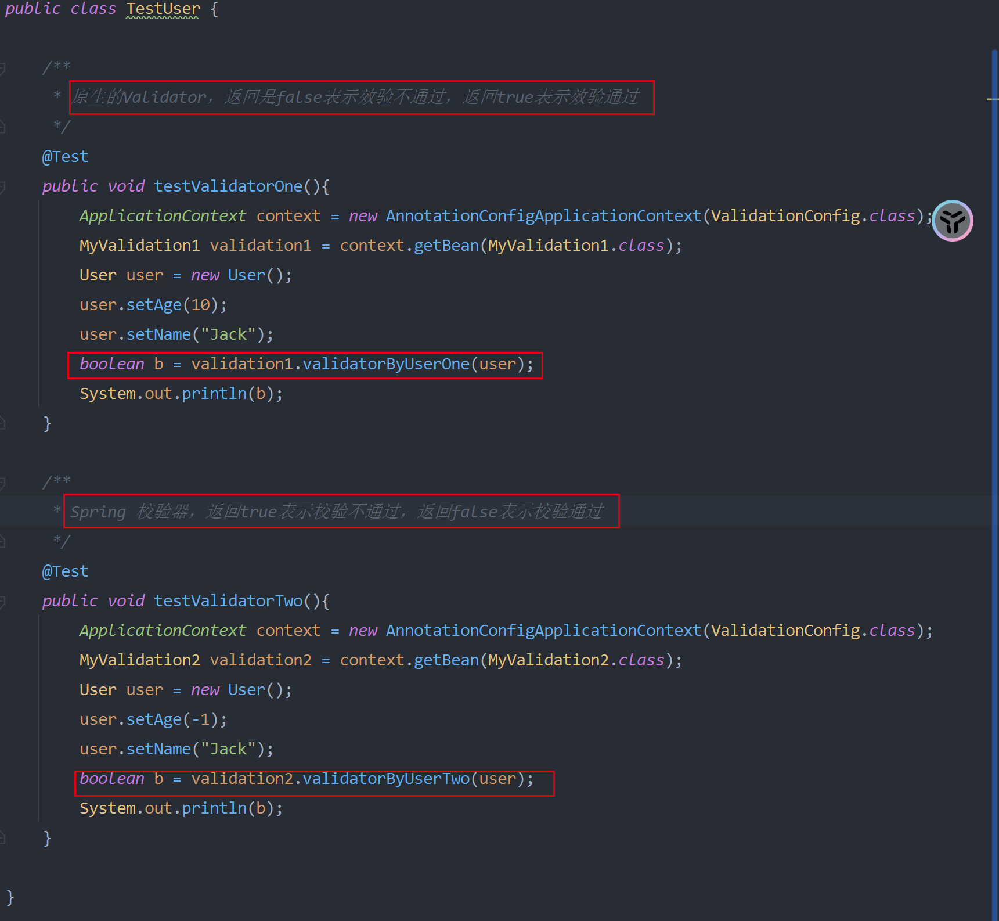 public class TestUser {
/**
* 原生的Validator，返回是false表示效验不通过，返回true表示效验通过
*/
@Test
public void testValidatorOne(){
ApplicationContext context = new AnnotationConfigApplicationContext(ValidationConfig.class);
MyValidation1 validation1 = context.getBean(MyValidation1.class);
User user = new User();
user.setAge(10);
user.setName("Jack");
boolean b = validation1.validatorByUserOne(user);
System.out.println(b);
}
/**
* Spring 校验器，返回true表示校验不通过，返回false表示校验通过
*/
@Test
public void testValidatorTwo(){
ApplicationContext context = new AnnotationConfigApplicationContext(ValidationConfig.class);
MyValidation2 validation2 = context.getBean(MyValidation2.class);
User user = new User();
user.setAge(-1);
user.setName("Jack");
boolean b = validation2.validatorByUserTwo(user);
System.out.println(b);
}
}